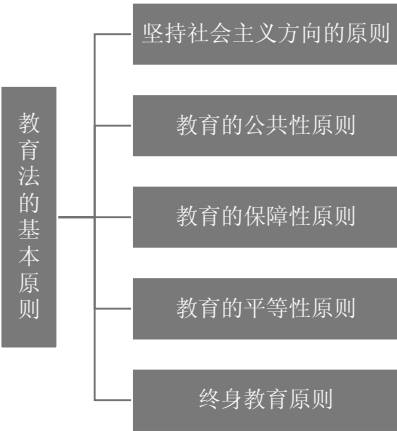 教育法的基本原则
坚持社会主义方向的原则
教育的公共性原则
教育的保障性原则
教育的平等性原则
终身教育原则